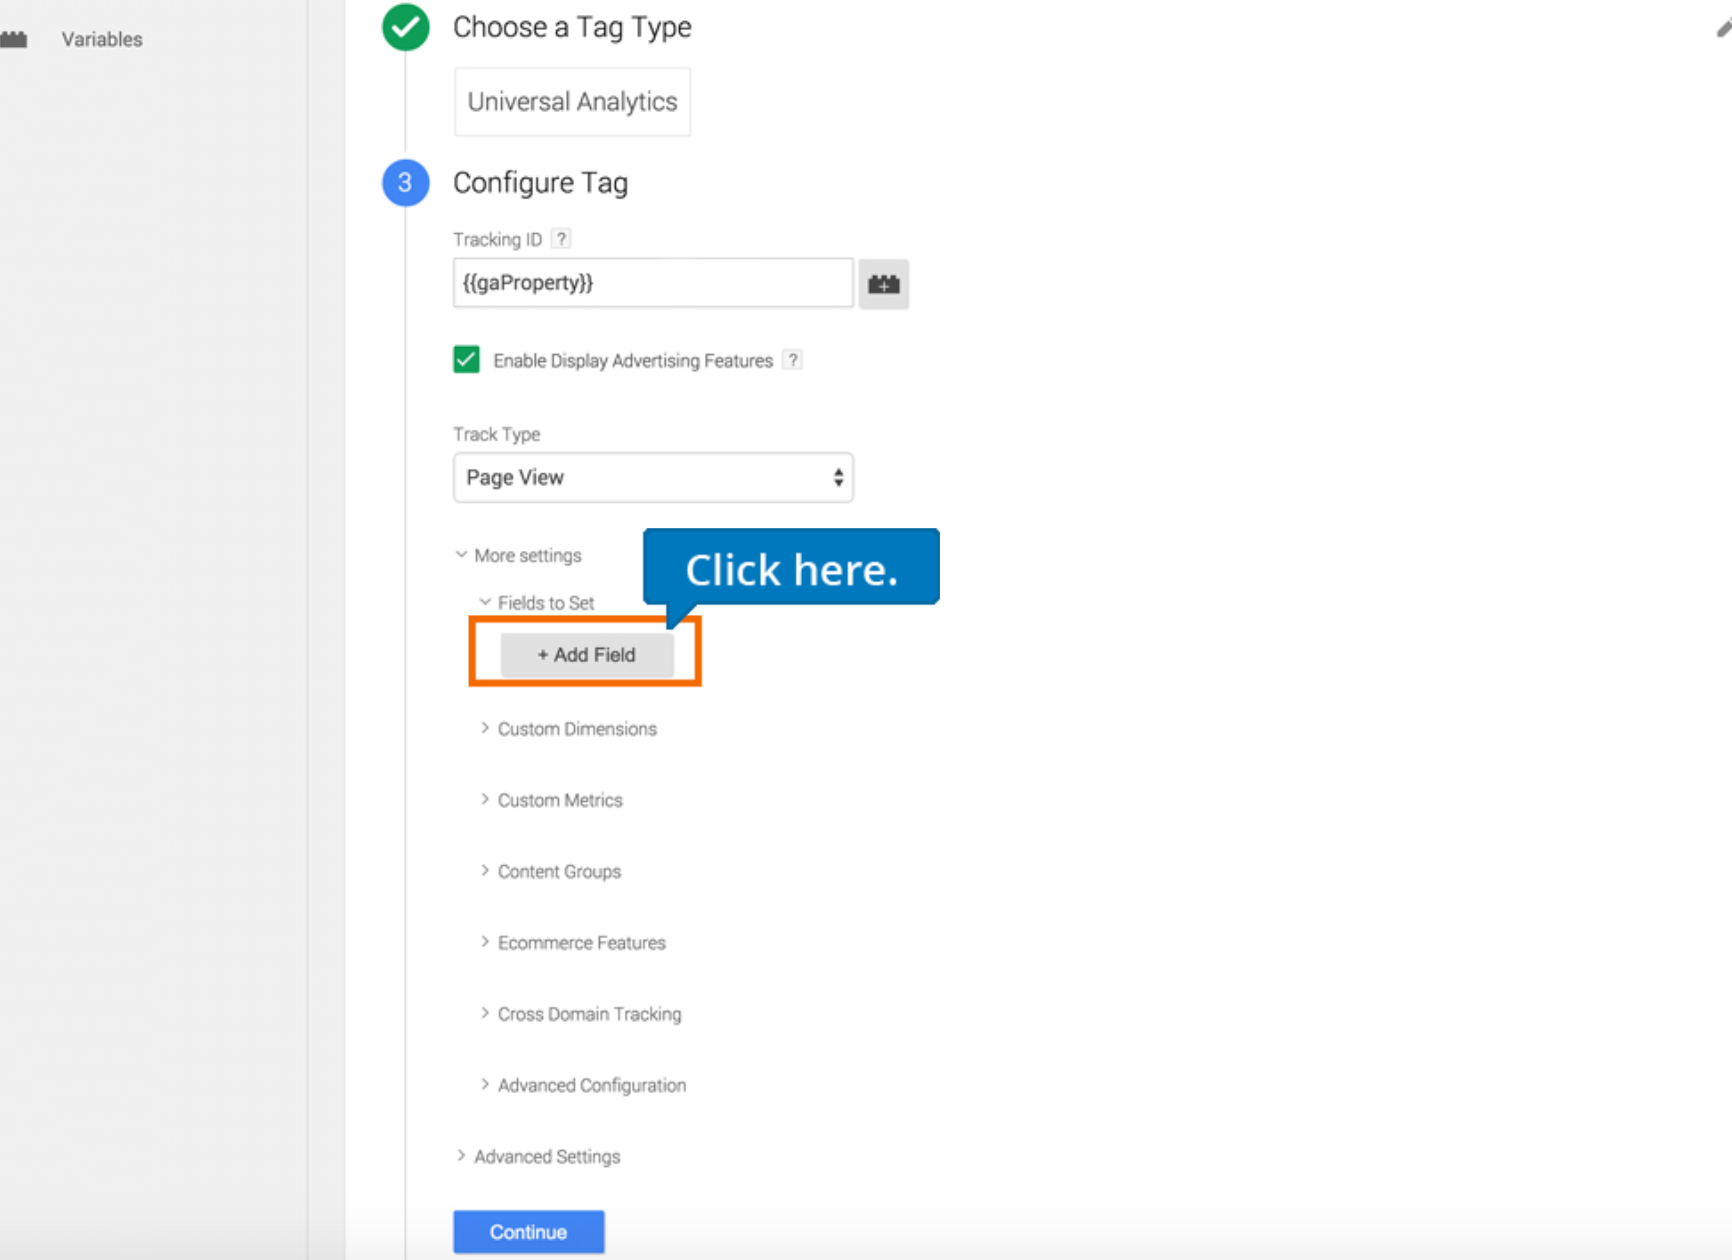 Variables
Choose a Tag Type
Universal Analytics
3 Configure Tag
Tracking ID ?
{{gaProperty}}
Enable Display Advertising Features ?
Track Type
Page View
More settings
Click here.
Fields to Set
+ Add Field
Custom Dimensions
Custom Metrics
Content Groups
Ecommerce Features
Cross Domain Tracking
Advanced Configuration
Advanced Settings
Continue